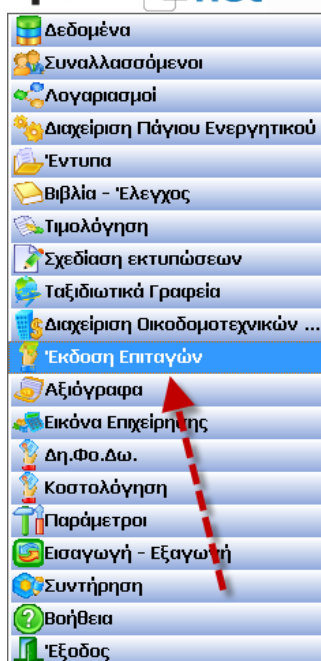 Δεδομένα
Συναλλασσόμενοι
Λογαριασμοί
Διαχείριση Πάγιου Ενεργητικού
Έντυπα
Βιβλία - Έλεγχος
Τιμολόγηση
Σχεδίαση εκτυπώσεων
Ταξιδιωτικά Γραφεία
Διαχείριση Οικοδομοτεχνικών ...
Έκδοση Επιταγών
Αξιόγραφα
Εικόνα Επιχείρησης
Δη.Φο.Δω.
Κοστολόγηση
Παράμετροι
Εισαγωγή - Εξαγωγή
Συντήρηση
Βοήθεια
Έξοδος